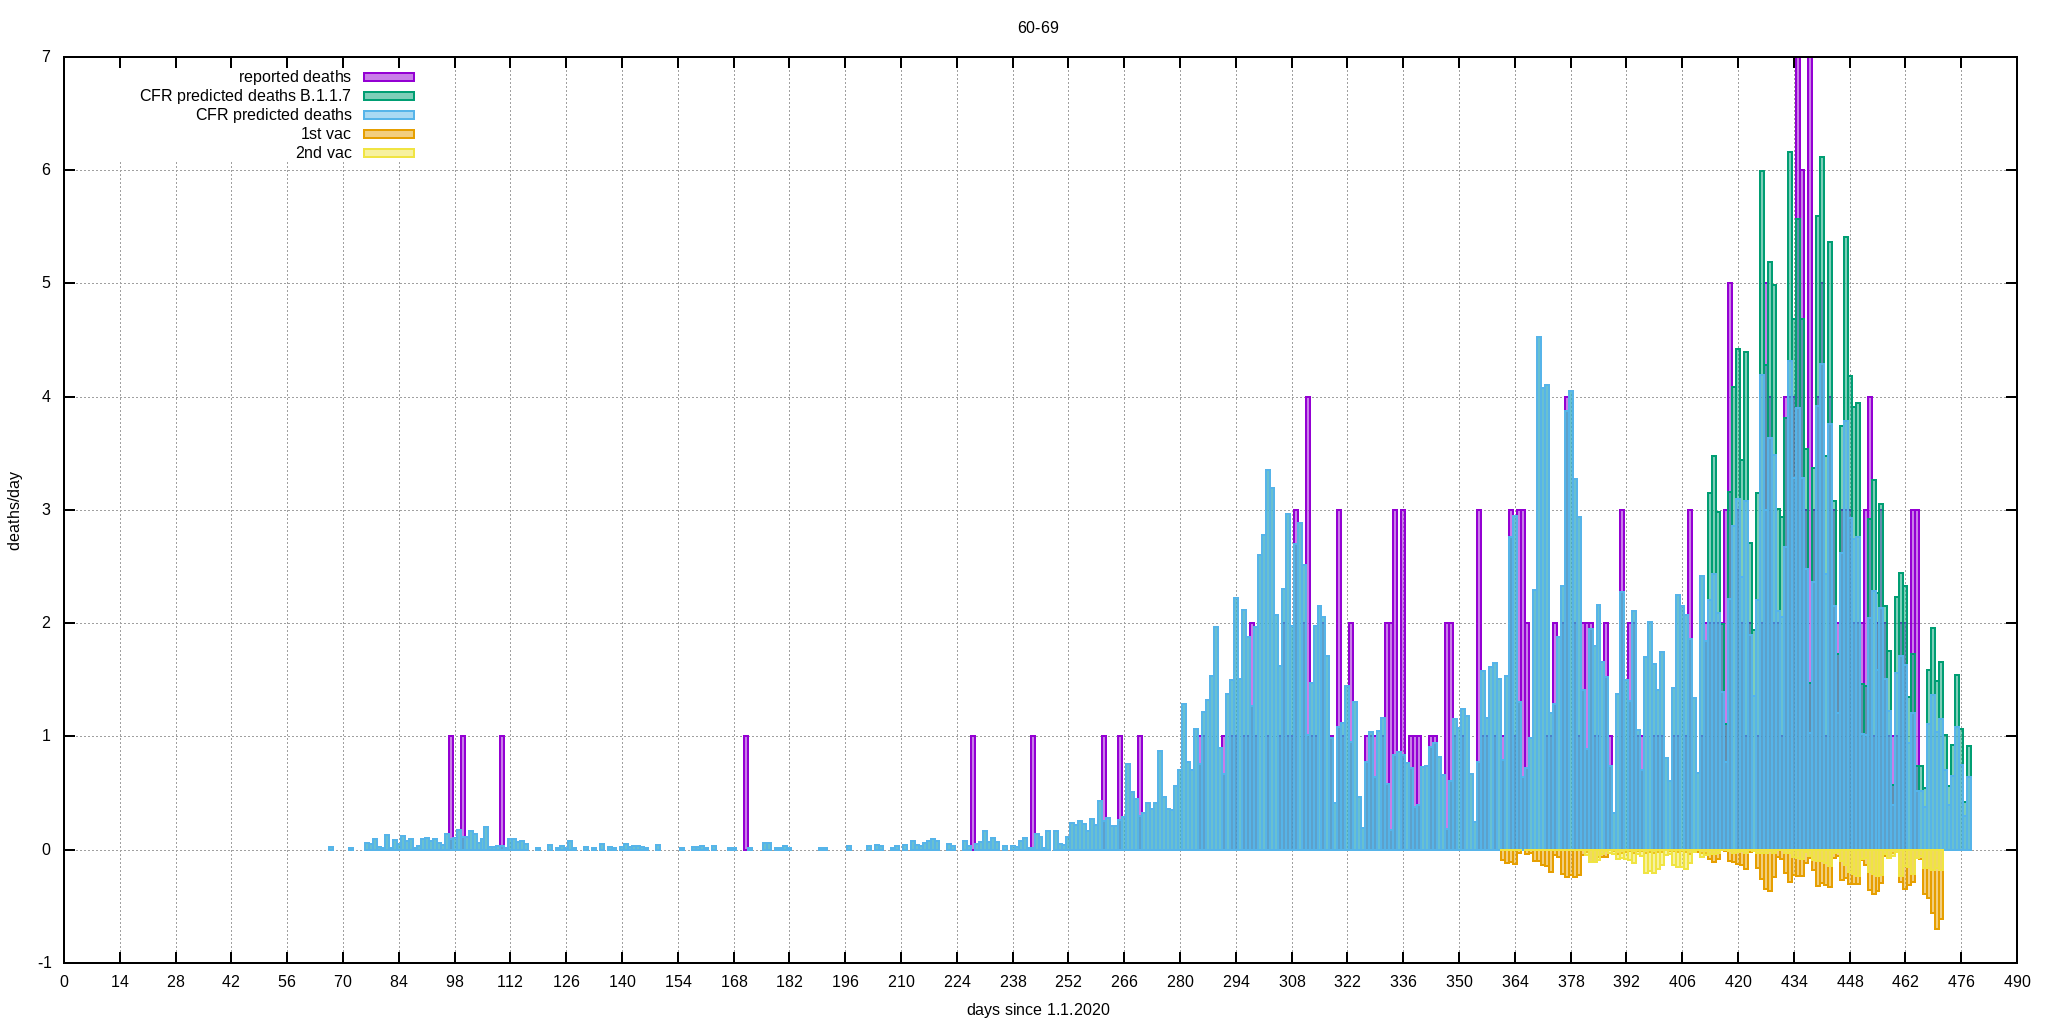 60-69
reported deaths
CFR predicted deaths B.1.1.7
CFR predicted deaths
1st vac
2nd vac
7
6
5
4
3
2
1
0
-1
deaths/day
0 14 28 42 56 70 84 98 112 126 140 154 168 182 196 210 224 238 252 266 280 294 308 322 336 350 364 378 392 406 420 434 448 462 476 490
days since 1.1.2020